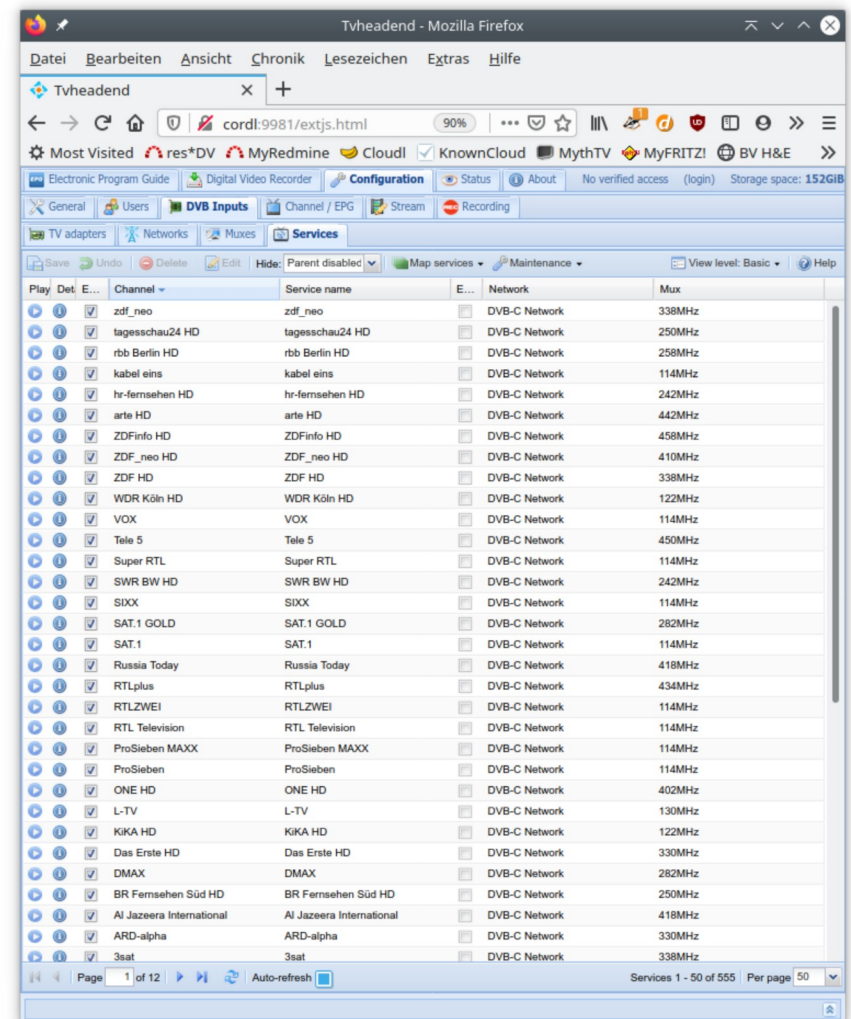 Tvheadend - Mozilla Firefox
Datei Bearbeiten Ansicht Chronik Lesezeichen Extras Hilfe
Tvheadend
cordl:9981/extjs.html 90%
Most Visited res*DV MyRedmine Cloudl KnownCloud MythTV MyFRITZ! BV H&E
Electronic Program Guide Digital Video Recorder Configuration Status About No verified access (login) Storage space: 152GiB
General Users DVB Inputs Channel / EPG Stream Recording
TV adapters Networks Muxes Services
Save Undo Delete Edit Hide: Parent disabled Map services Maintenance View level: Basic Help
Play Det E... Channel Service name E... Network Mux
zdf_neo zdf_neo DVB-C Network 338MHz
tagesschau24 HD tagesschau24 HD DVB-C Network 250MHz
rbb Berlin HD rbb Berlin HD DVB-C Network 258MHz
kabel eins kabel eins DVB-C Network 114MHz
hr-fernsehen HD hr-fernsehen HD DVB-C Network 242MHz
arte HD arte HD DVB-C Network 442MHz
ZDFinfo HD ZDFinfo HD DVB-C Network 458MHz
ZDF_neo HD ZDF_neo HD DVB-C Network 410MHz
ZDF HD ZDF HD DVB-C Network 338MHz
WDR Köln HD WDR Köln HD DVB-C Network 122MHz
VOX VOX DVB-C Network 114MHz
Tele 5 Tele 5 DVB-C Network 450MHz
Super RTL Super RTL DVB-C Network 114MHz
SWR BW HD SWR BW HD DVB-C Network 242MHz
SIXX SIXX DVB-C Network 114MHz
SAT.1 GOLD SAT.1 GOLD DVB-C Network 282MHz
SAT.1 SAT.1 DVB-C Network 114MHz
Russia Today Russia Today DVB-C Network 418MHz
RTLplus RTLplus DVB-C Network 434MHz
RTLZWEI RTLZWEI DVB-C Network 114MHz
RTL Television RTL Television DVB-C Network 114MHz
ProSieben MAXX ProSieben MAXX DVB-C Network 114MHz
ProSieben ProSieben DVB-C Network 114MHz
ONE HD ONE HD DVB-C Network 402MHz
L-TV L-TV DVB-C Network 130MHz
KiKA HD KiKA HD DVB-C Network 122MHz
Das Erste HD Das Erste HD DVB-C Network 330MHz
DMAX DMAX DVB-C Network 282MHz
BR Fernsehen Süd HD BR Fernsehen Süd HD DVB-C Network 250MHz
Al Jazeera International Al Jazeera International DVB-C Network 418MHz
ARD-alpha ARD-alpha DVB-C Network 330MHz
3sat 3sat DVB-C Network 338MHz
Page 1 of 12 Auto-refresh Services 1 - 50 of 555 Per page 50